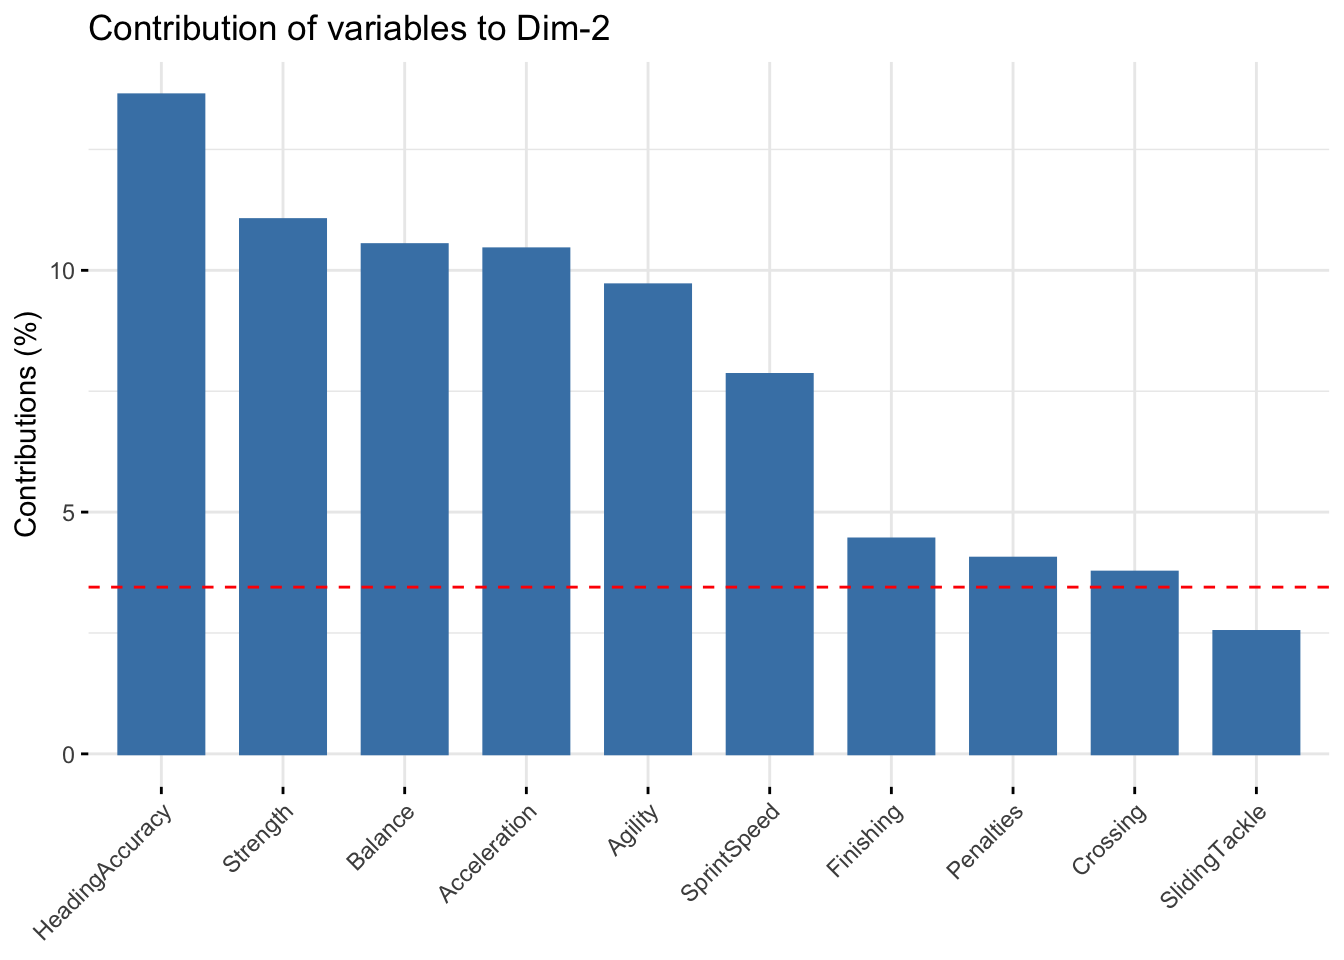 Contribution of variables to Dim-2
Contributions (%)
10
5
0
HeadingAccuracy
Strength
Balance
Acceleration
Agility
SprintSpeed
Finishing
Penalties
Crossing
SlidingTackle